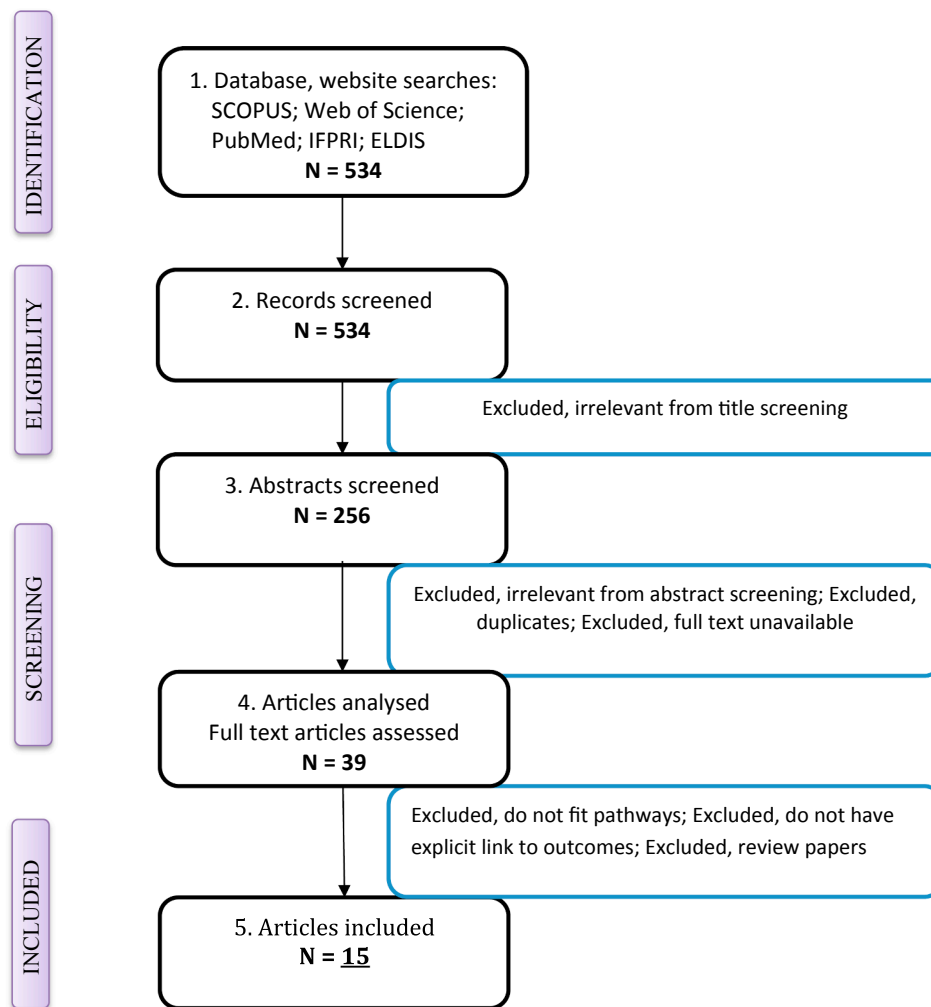 IDENTIFICATION
1. Database, website searches:
SCOPUS; Web of Science;
PubMed; IFPRI; ELDIS
N = 534
ELIGIBILITY
2. Records screened
N = 534
Excluded, irrelevant from title screening
3. Abstracts screened
N = 256
SCREENING
Excluded, irrelevant from abstract screening; Excluded,
duplicates; Excluded, full text unavailable
4. Articles analysed
Full text articles assessed
N = 39
Excluded, do not fit pathways; Excluded, do not have
explicit link to outcomes; Excluded, review papers
INCLUDED
5. Articles included
N = 15